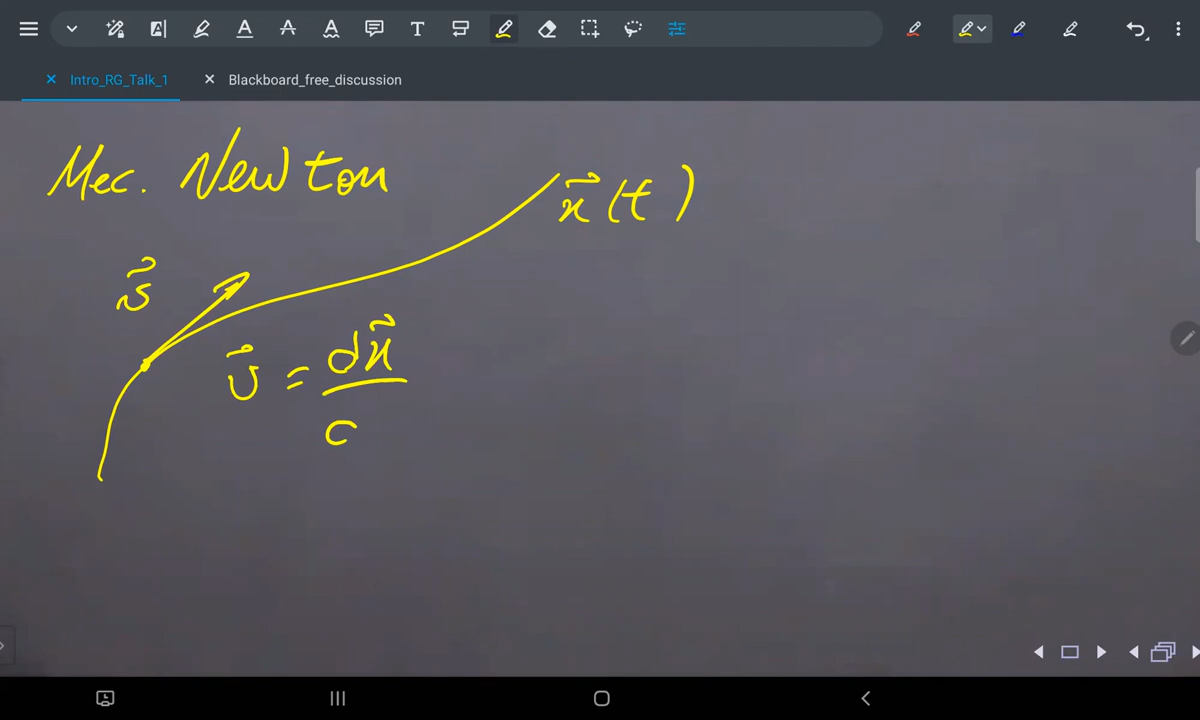 Intro_RG_Talk_1
Blackboard_free_discussion
Mec. Newton
x⃗(t)
v⃗
v⃗ = dx⃗
c